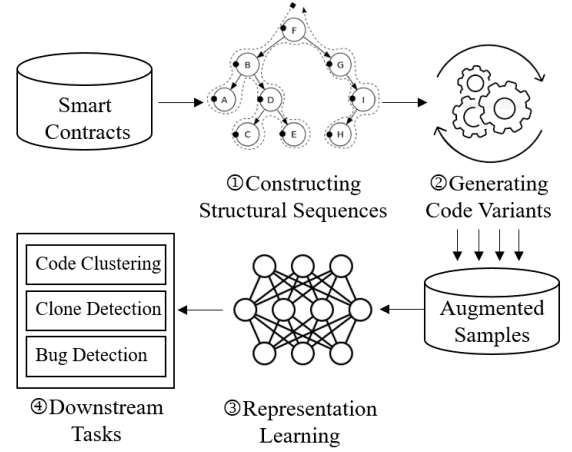 F
B
G
A
D
I
C
E
H
Smart
Contracts
①Constructing
Structural Sequences
②Generating
Code Variants
Code Clustering
Clone Detection
Bug Detection
Augmented
Samples
④Downstream
Tasks
③Representation
Learning